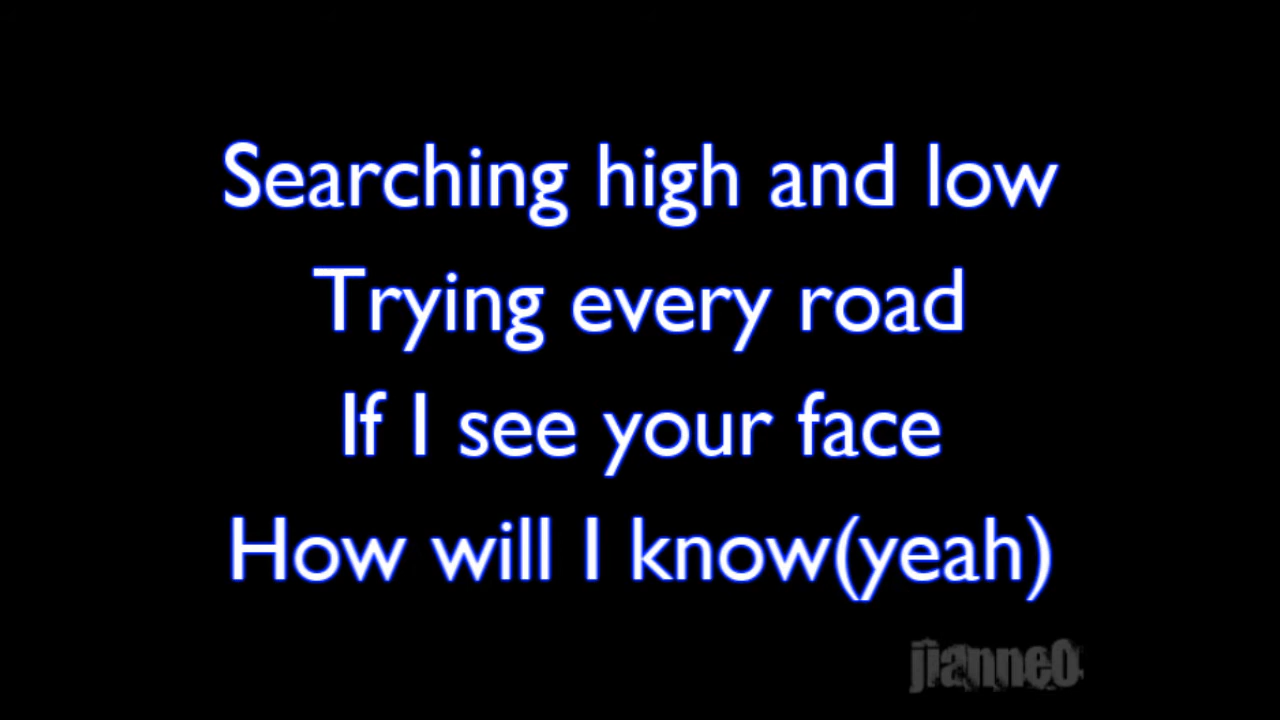 Searching high and low
Trying every road
If I see your face
How will I know(yeah)
jianne0